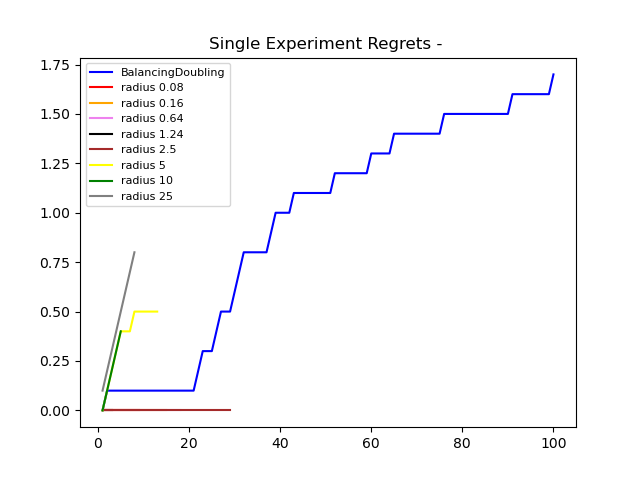 Single Experiment Regrets -
1.75
1.50
1.25
1.00
0.75
0.50
0.25
0.00
BalancingDoubling
radius 0.08
radius 0.16
radius 0.64
radius 1.24
radius 2.5
radius 5
radius 10
radius 25
0 20 40 60 80 100